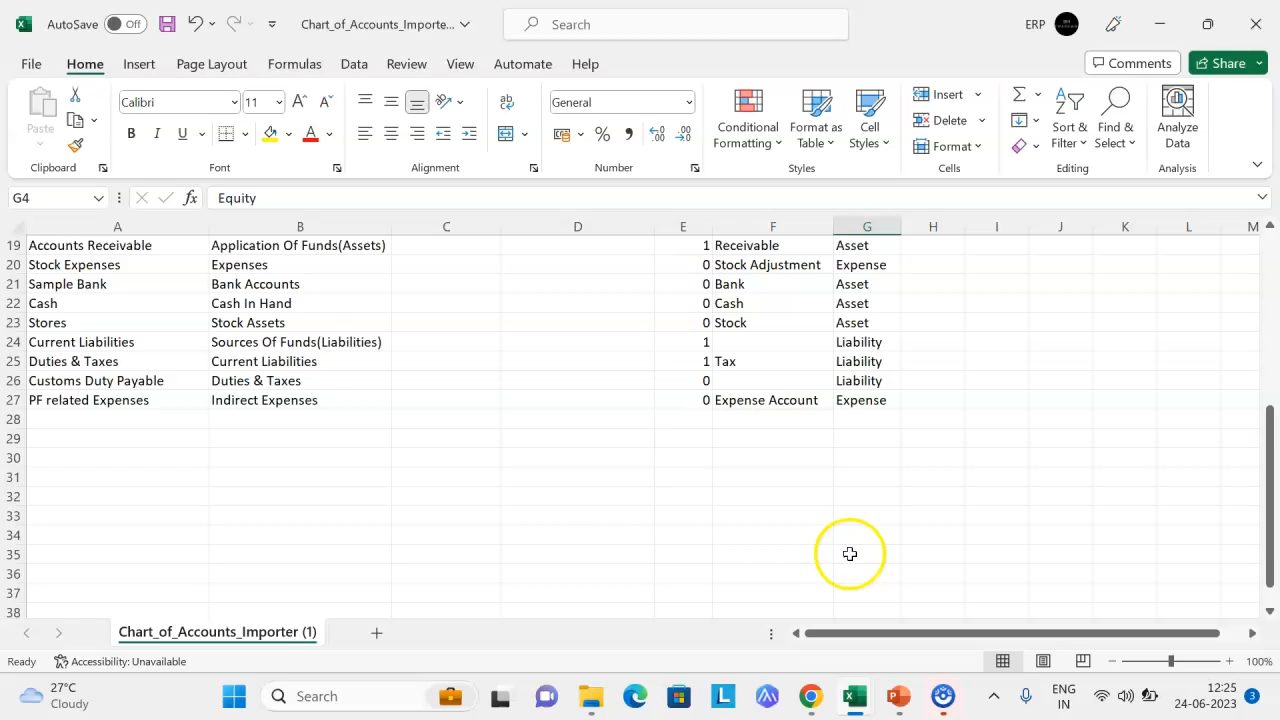 AutoSave Off Chart_of_Accounts_Importe... Search ERP
File Home Insert Page Layout Formulas Data Review View Automate Help Comments Share
Paste Calibri 11 General Conditional Formatting Format as Table Cell Styles Insert Delete Format Sort & Filter Find & Select Analyze Data
Clipboard Font Alignment Number Styles Cells Editing Analysis
G4 fx Equity
A B C D E F G H I J K L M
19 Accounts Receivable Application Of Funds(Assets) 1 Receivable Asset
20 Stock Expenses Expenses 0 Stock Adjustment Expense
21 Sample Bank Bank Accounts 0 Bank Asset
22 Cash Cash In Hand 0 Cash Asset
23 Stores Stock Assets 0 Stock Asset
24 Current Liabilities Sources Of Funds(Liabilities) 1 Liability
25 Duties & Taxes Current Liabilities 1 Tax Liability
26 Customs Duty Payable Duties & Taxes 0 Liability
27 PF related Expenses Indirect Expenses 0 Expense Account Expense
28
29
30
31
32
33
34
35
36
37
38
Chart_of_Accounts_Importer (1)
Ready Accessibility: Unavailable 100%
27°C Cloudy Search ENG IN 12:25 24-06-2023 3